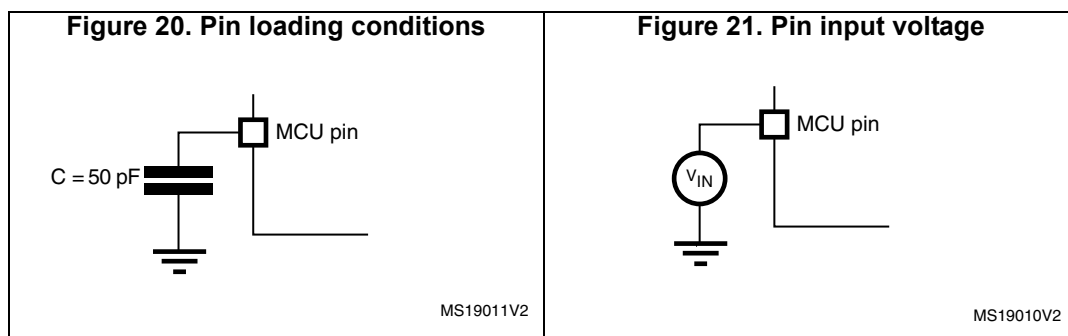 Figure 20. Pin loading conditions
MCU pin
C = 50 pF
MS19011V2
Figure 21. Pin input voltage
MCU pin
VIN
MS19010V2